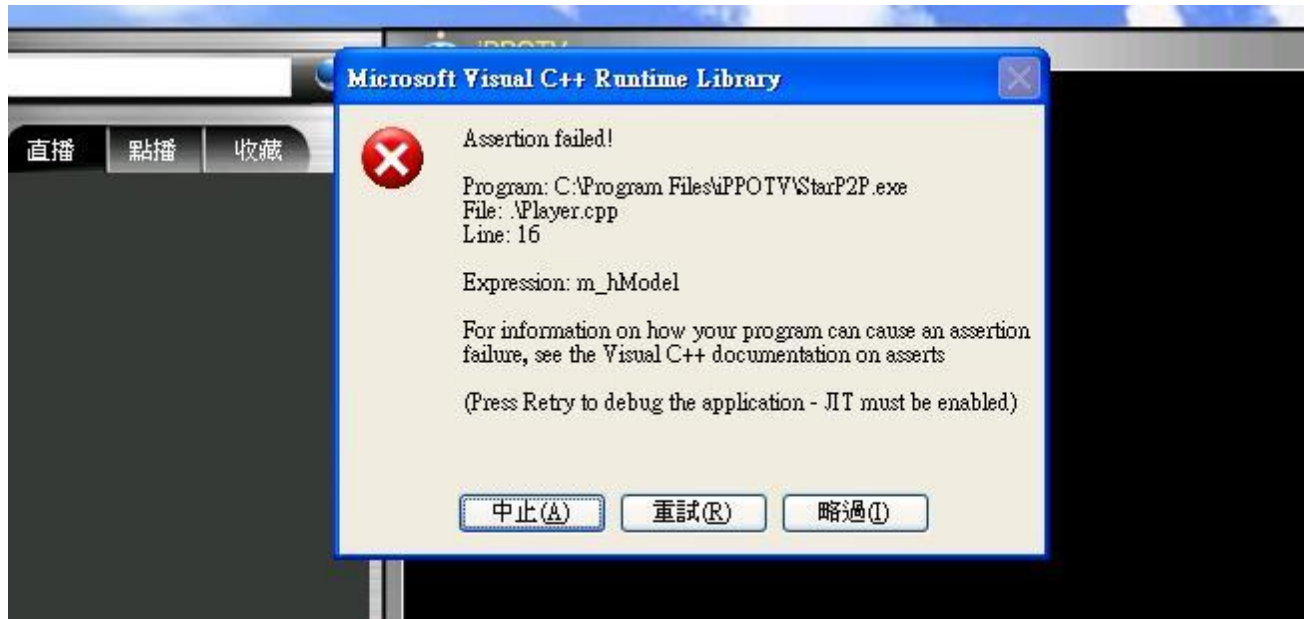 iPPOTV
Microsoft Visual C++ Runtime Library
直播 點播 收藏
Assertion failed!
Program: C:\Program Files\iPPOTV\StarP2P.exe
File: .\Player.cpp
Line: 16
Expression: m_hModel
For information on how your program can cause an assertion
failure, see the Visual C++ documentation on asserts
(Press Retry to debug the application - JIT must be enabled)
中止(A) 重試(R) 略過(I)